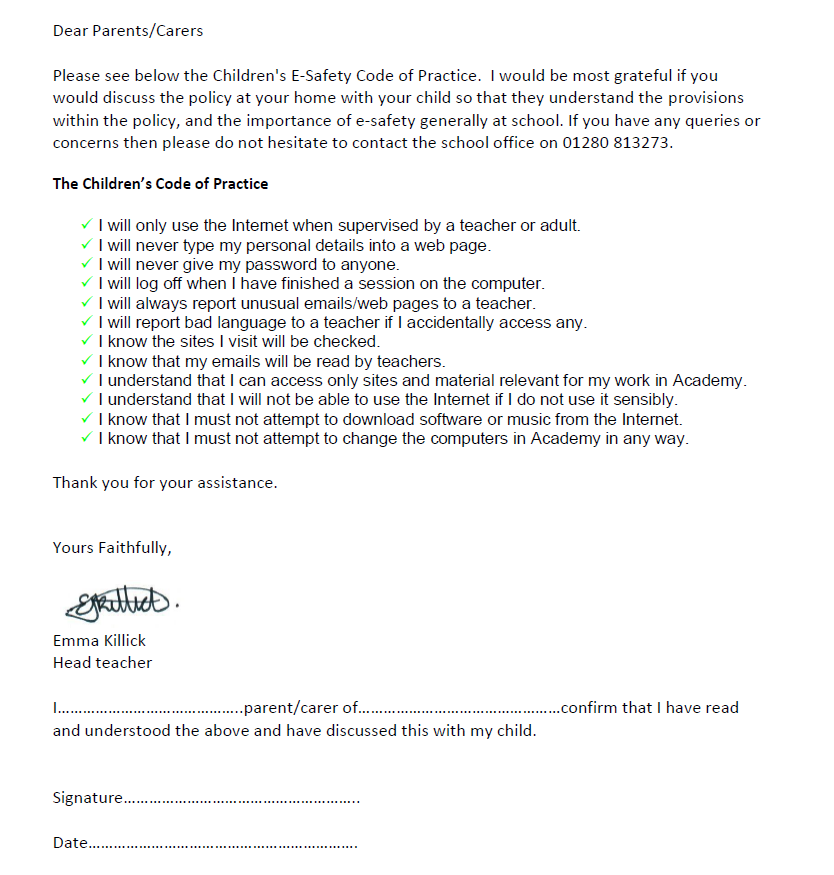 Dear Parents/Carers
Please see below the Children's E-Safety Code of Practice.  I would be most grateful if you
would discuss the policy at your home with your child so that they understand the provisions
within the policy, and the importance of e-safety generally at school. If you have any queries or
concerns then please do not hesitate to contact the school office on 01280 813273.
The Children's Code of Practice
✓ I will only use the Internet when supervised by a teacher or adult.
✓ I will never type my personal details into a web page.
✓ I will never give my password to anyone.
✓ I will log off when I have finished a session on the computer.
✓ I will always report unusual emails/web pages to a teacher.
✓ I will report bad language to a teacher if I accidentally access any.
✓ I know the sites I visit will be checked.
✓ I know that my emails will be read by teachers.
✓ I understand that I can access only sites and material relevant for my work in Academy.
✓ I understand that I will not be able to use the Internet if I do not use it sensibly.
✓ I know that I must not attempt to download software or music from the Internet.
✓ I know that I must not attempt to change the computers in Academy in any way.
Thank you for your assistance.
Yours Faithfully,
EKillick.
Emma Killick
Head teacher
I……………………………………..parent/carer of…………………………………………confirm that I have read
and understood the above and have discussed this with my child.
Signature………………………………………………..
Date……………………………………………………….